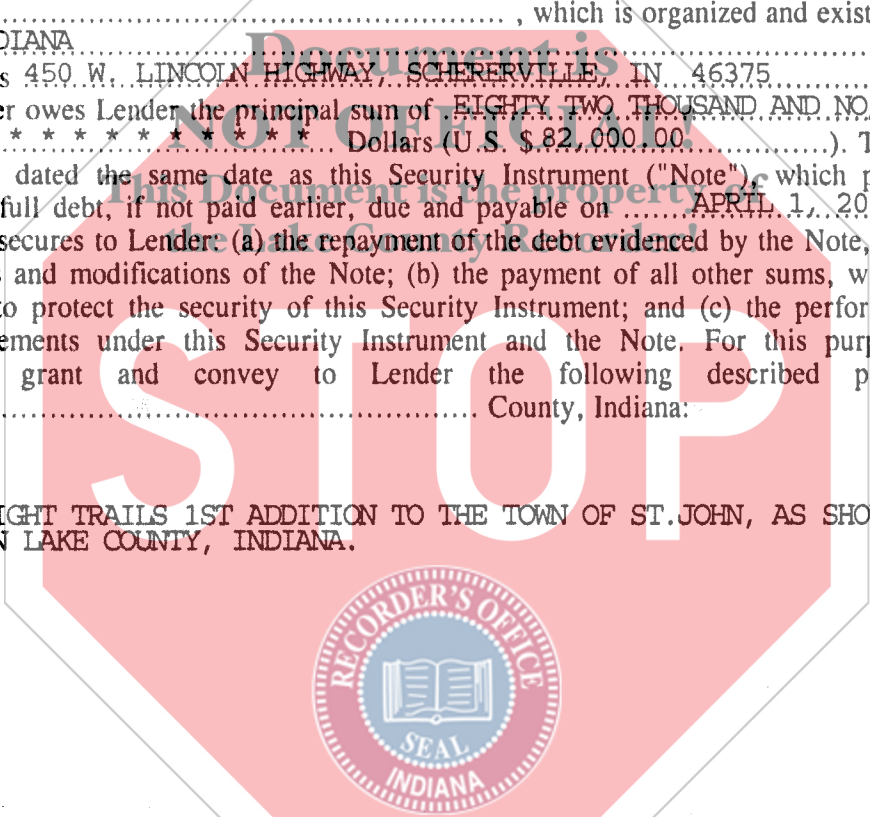 , which is organized and exist
DIANA
s 450 W. LINCOLN HIGHWAY, SCHERERVILLE, IN 46375
er owes Lender the principal sum of EIGHTY TWO THOUSAND AND NO
* * * * * * * * * * Dollars (U.S. $ 82,000.00 ). T
dated the same date as this Security Instrument ("Note"), which p
full debt, if not paid earlier, due and payable on APRIL 1, 20
secures to Lender: (a) the repayment of the debt evidenced by the Note,
s and modifications of the Note; (b) the payment of all other sums, w
to protect the security of this Security Instrument; and (c) the perfor
ements under this Security Instrument and the Note. For this purp
grant and convey to Lender the following described p
County, Indiana:
IGHT TRAILS 1ST ADDITION TO THE TOWN OF ST.JOHN, AS SHO
N LAKE COUNTY, INDIANA.
Document is
NOT OFFICIAL!
This Document is the property of
the Lake County Recorder!
STOP
RECORDER'S OFFICE
SEAL
INDIANA